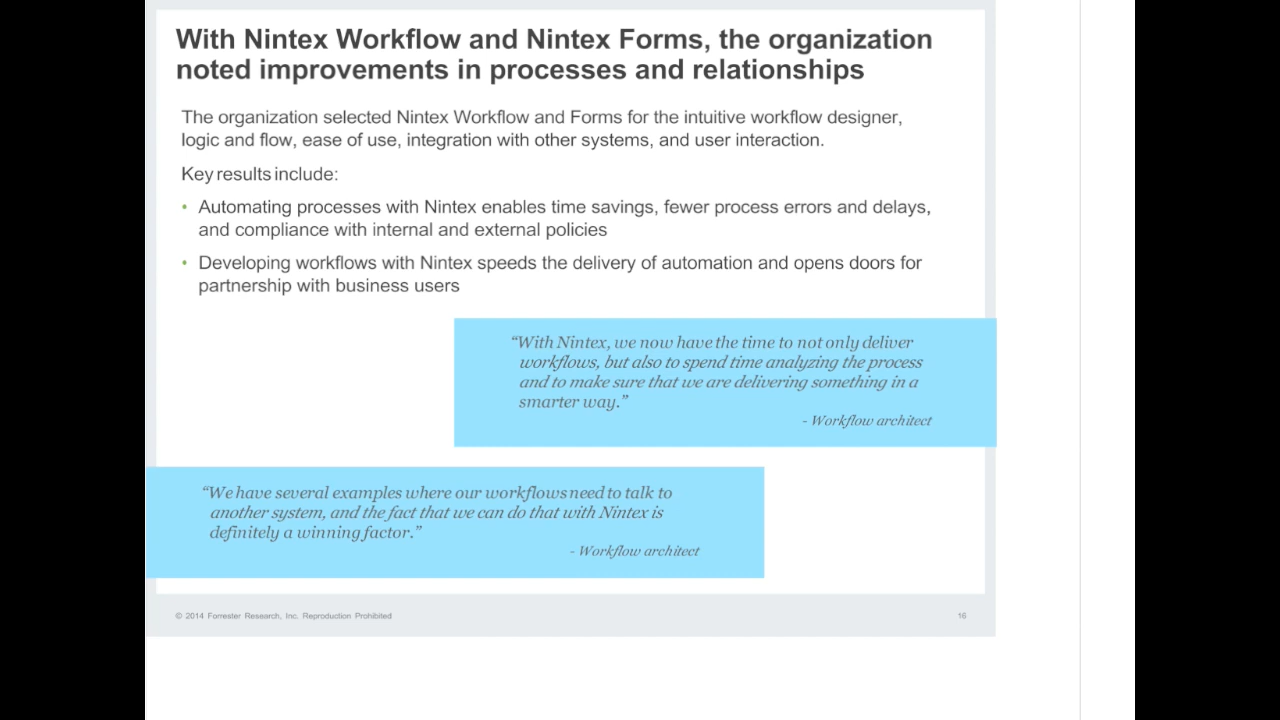 With Nintex Workflow and Nintex Forms, the organization
noted improvements in processes and relationships
The organization selected Nintex Workflow and Forms for the intuitive workflow designer,
logic and flow, ease of use, integration with other systems, and user interaction.
Key results include:
• Automating processes with Nintex enables time savings, fewer process errors and delays,
and compliance with internal and external policies
• Developing workflows with Nintex speeds the delivery of automation and opens doors for
partnership with business users
“With Nintex, we now have the time to not only deliver
workflows, but also to spend time analyzing the process
and to make sure that we are delivering something in a
smarter way.”
- Workflow architect
“We have several examples where our workflows need to talk to
another system, and the fact that we can do that with Nintex is
definitely a winning factor.”
- Workflow architect
© 2014 Forrester Research, Inc. Reproduction Prohibited
16